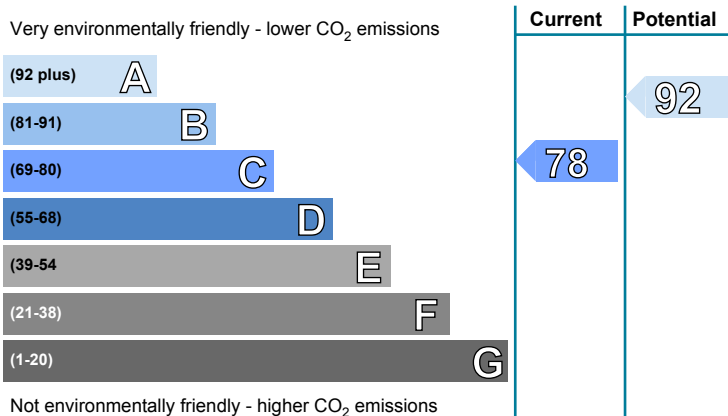 Very environmentally friendly - lower CO2 emissions
Current
Potential
(92 plus) A
(81-91) B
(69-80) C
(55-68) D
(39-54 E
(21-38) F
(1-20) G
92
78
Not environmentally friendly - higher CO2 emissions